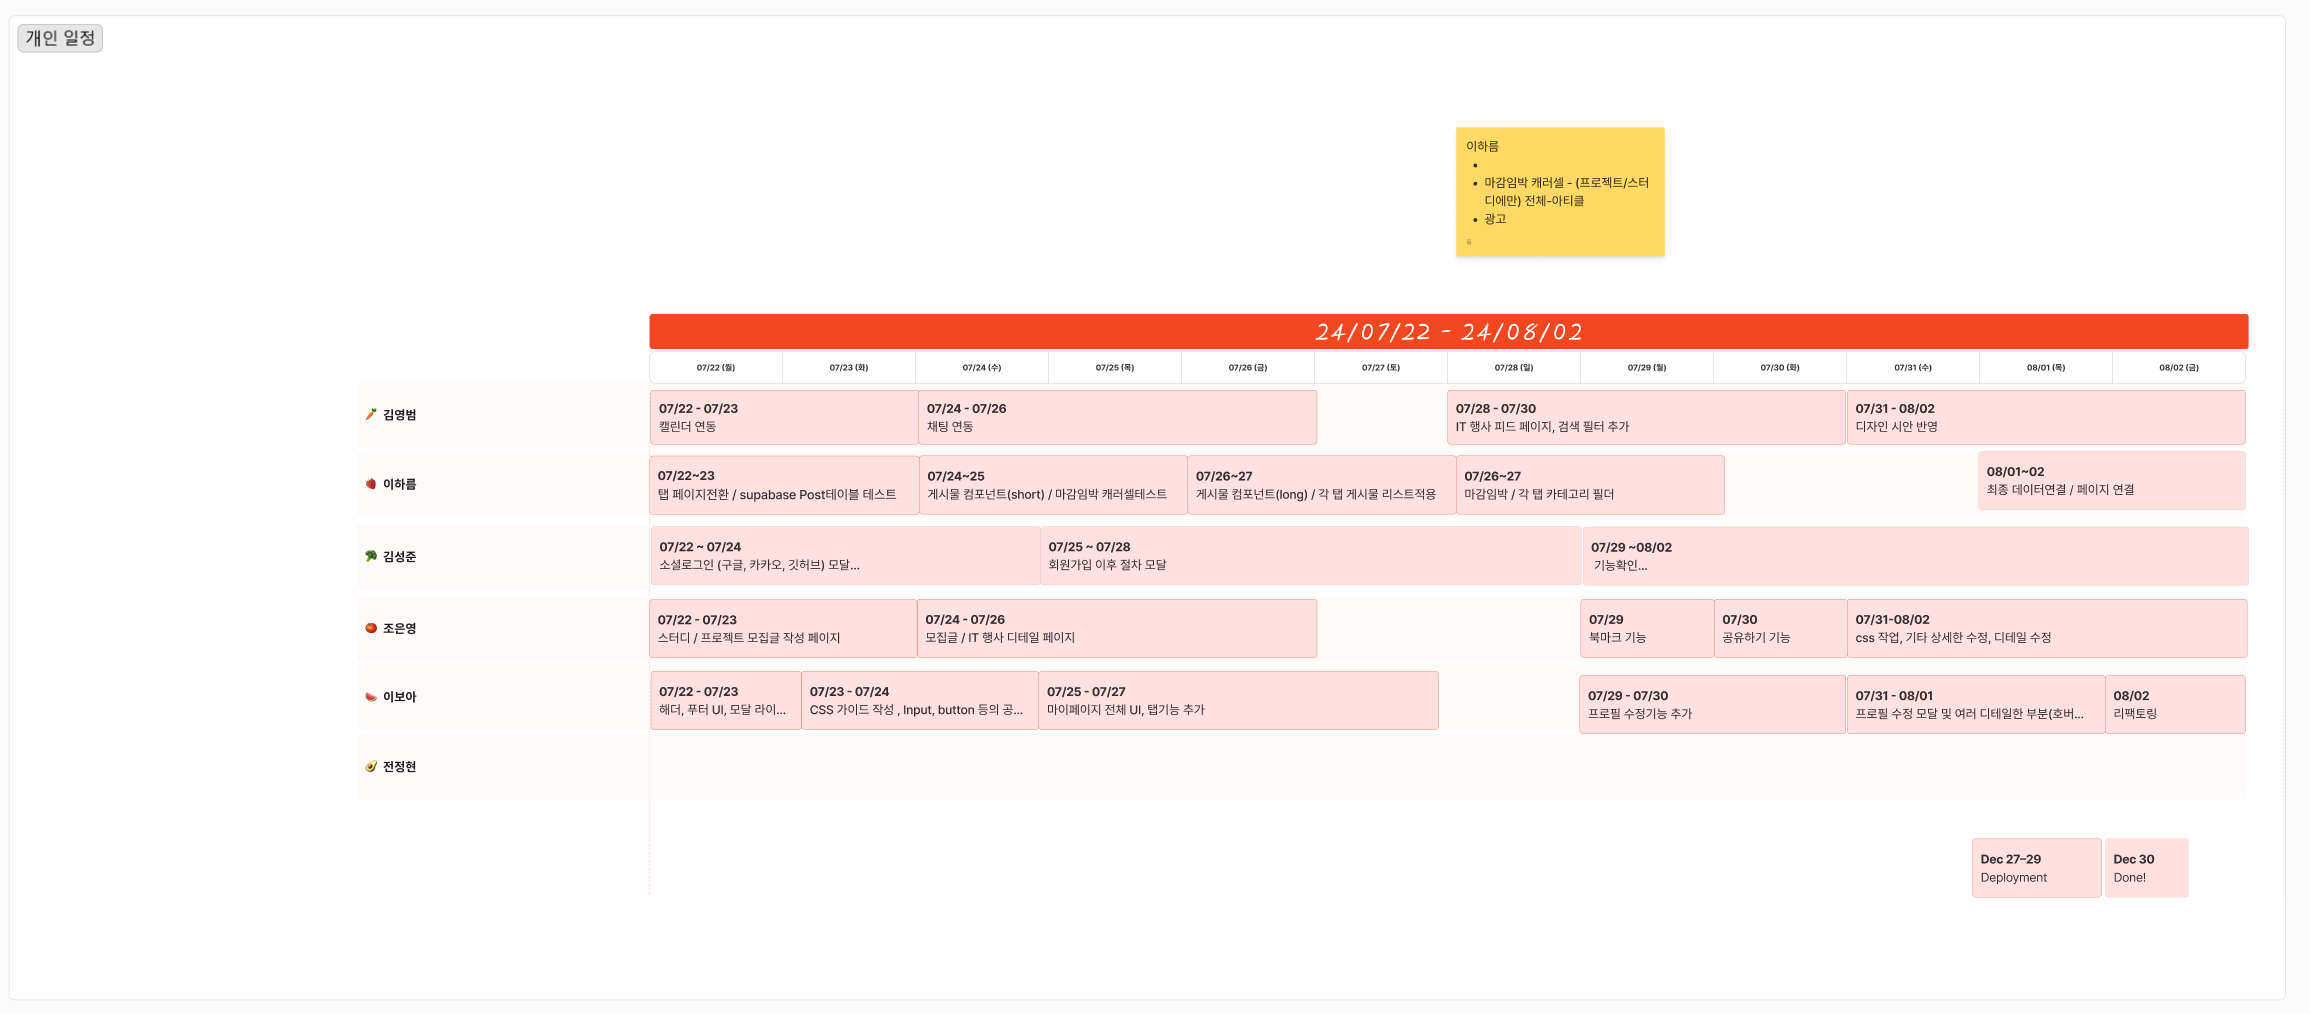 개인 일정
이하름
마감임박 캐러셀 - (프로젝트/스터
디에만) 전체-아티클
광고
24/07/22 - 24/08/02
07/22 (월)
07/23 (화)
07/24 (수)
07/25 (목)
07/26 (금)
07/27 (토)
07/28 (일)
07/29 (월)
07/30 (화)
07/31 (수)
08/01 (목)
08/02 (금)
김영범
07/22 - 07/23
캘린더 연동
07/24 - 07/26
채팅 연동
07/28 - 07/30
IT 행사 피드 페이지, 검색 필터 추가
07/31 - 08/02
디자인 시안 반영
이하름
07/22~23
탭 페이지전환 / supabase Post테이블 테스트
07/24~25
게시물 컴포넌트(short) / 마감임박 캐러셀테스트
07/26~27
게시물 컴포넌트(long) / 각 탭 게시물 리스트적용
07/26~27
마감임박 / 각 탭 카테고리 필더
08/01~02
최종 데이터연결 / 페이지 연결
김성준
07/22 ~ 07/24
소셜로그인 (구글, 카카오, 깃허브) 모달...
07/25 ~ 07/28
회원가입 이후 절차 모달
07/29 ~08/02
기능확인...
조은영
07/22 - 07/23
스터디 / 프로젝트 모집글 작성 페이지
07/24 - 07/26
모집글 / IT 행사 디테일 페이지
07/29
북마크 기능
07/30
공유하기 기능
07/31-08/02
css 작업, 기타 상세한 수정, 디테일 수정
이보아
07/22 - 07/23
해더, 푸터 UI, 모달 라이...
07/23 - 07/24
CSS 가이드 작성 , Input, button 등의 공...
07/25 - 07/27
마이페이지 전체 UI, 탭기능 추가
07/29 - 07/30
프로필 수정기능 추가
07/31 - 08/01
프로필 수정 모달 및 여러 디테일한 부분(호버...
08/02
리팩토링
전정현
Dec 27–29
Deployment
Dec 30
Done!